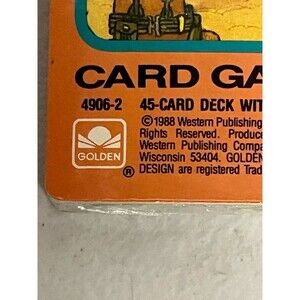 CARD GA
4906-2 45-CARD DECK WIT
©1988 Western Publishing
Rights Reserved. Produce
Western Publishing Compa
Wisconsin 53404. GOLDEN
DESIGN are registered Trad
GOLDEN
®